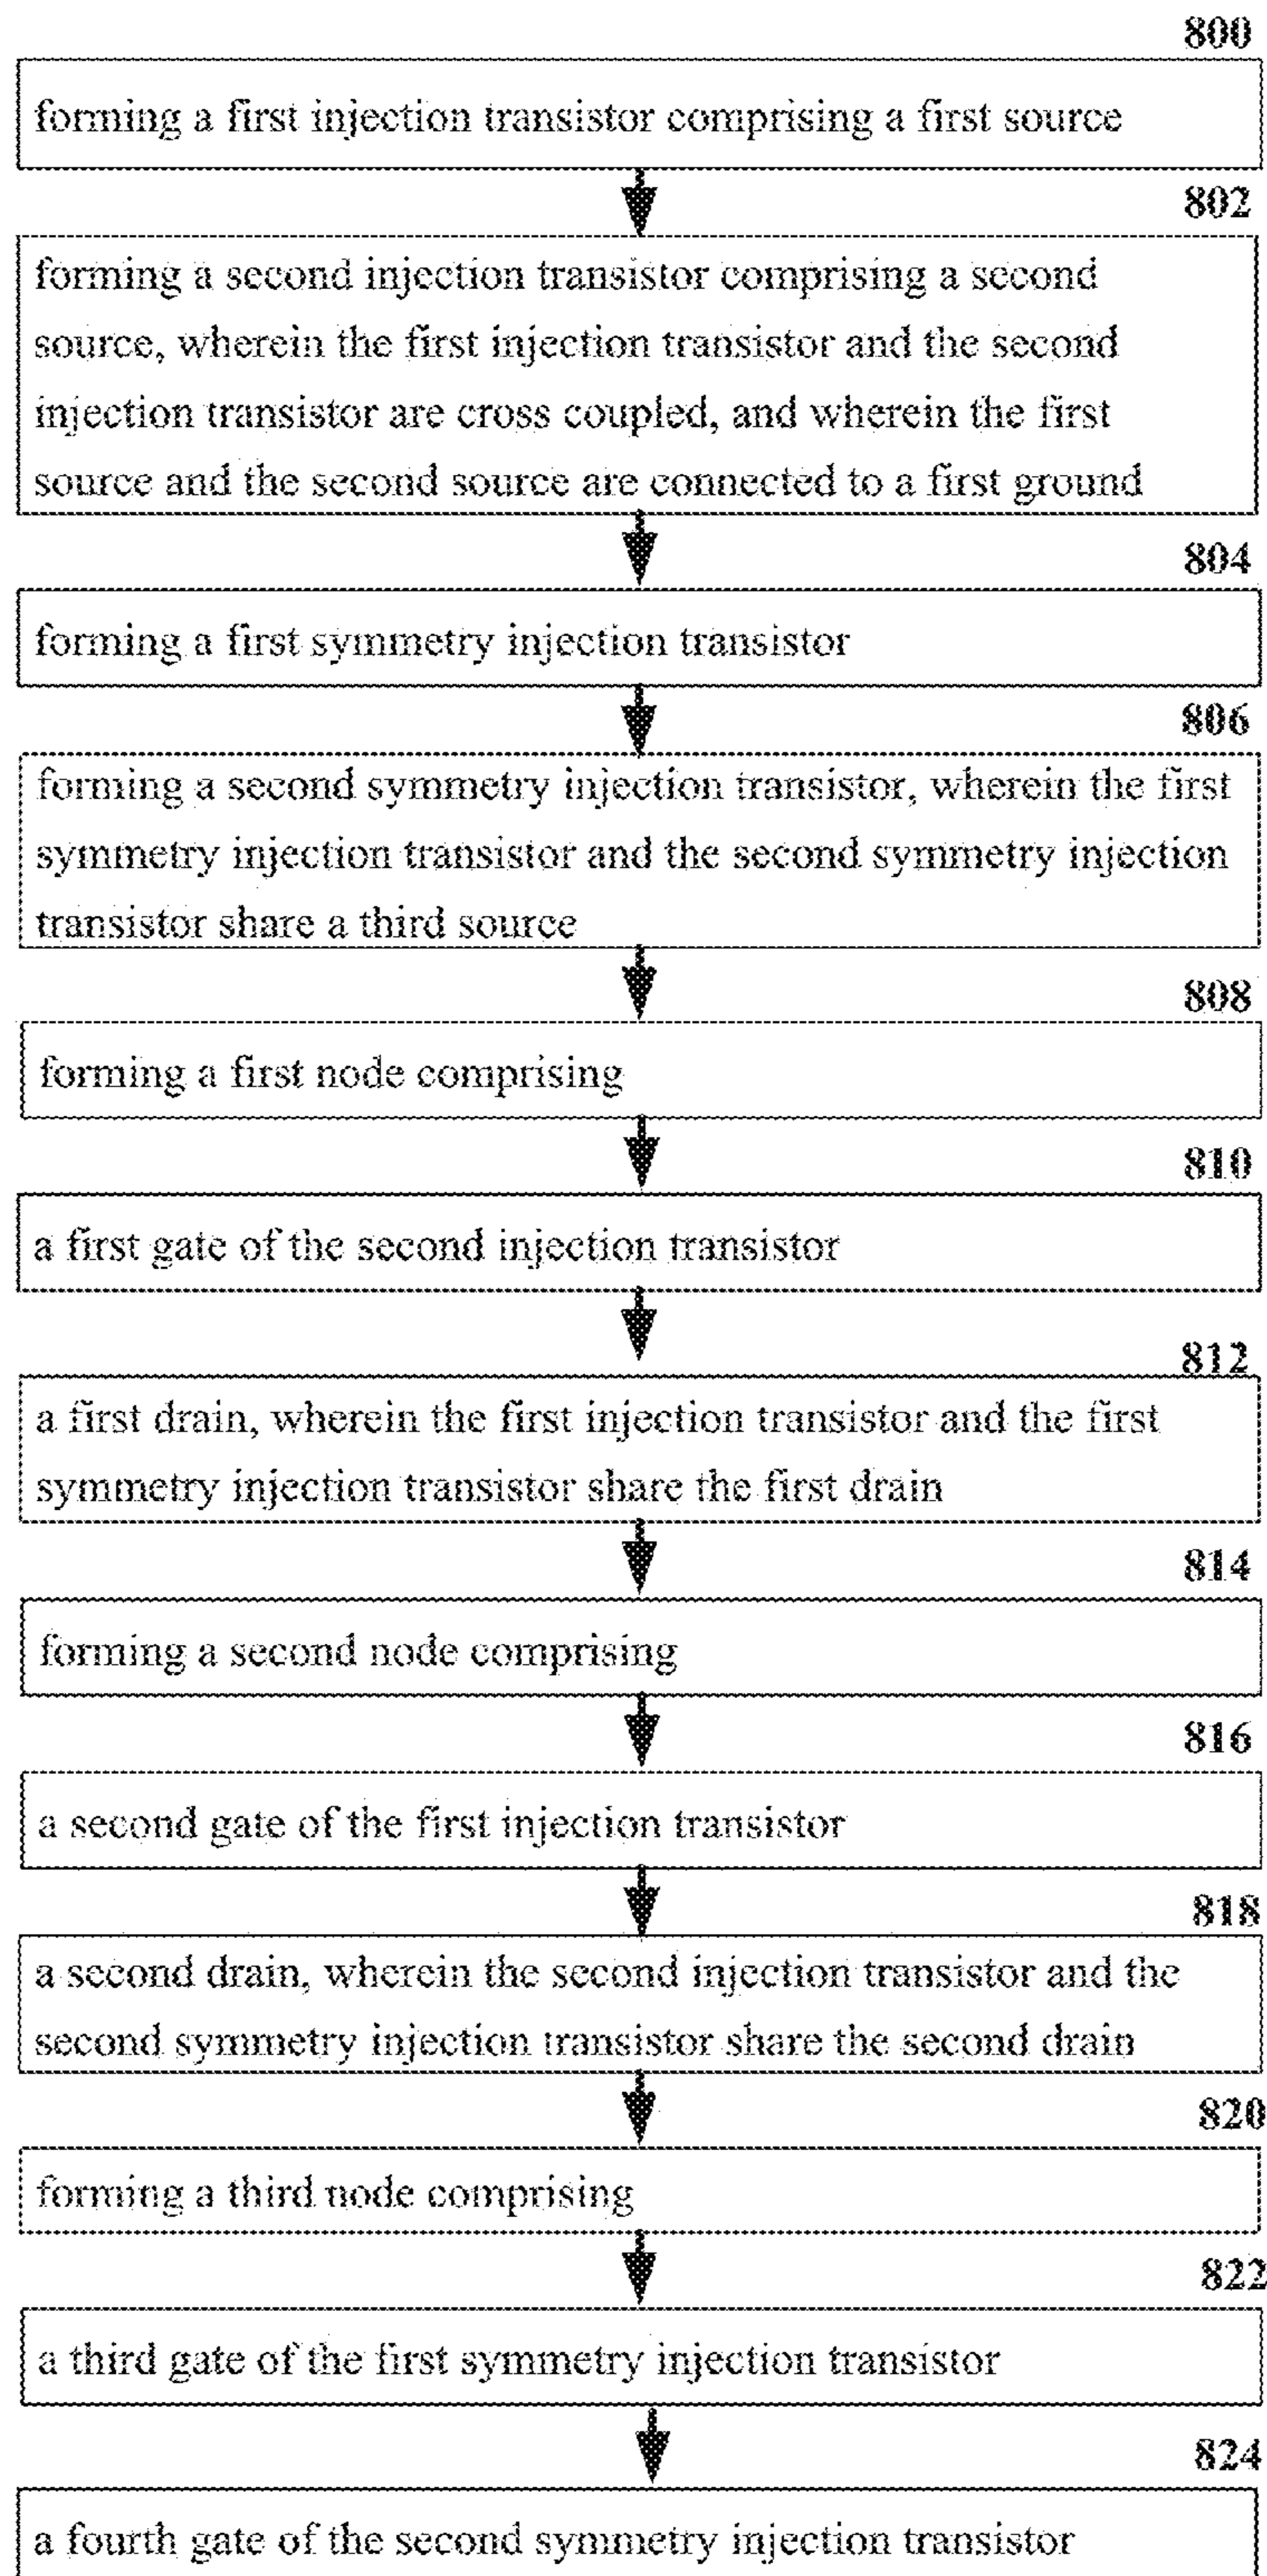 800
forming a first injection transistor comprising a first source
802
forming a second injection transistor comprising a second
source, wherein the first injection transistor and the second
injection transistor are cross coupled, and wherein the first
source and the second source are connected to a first ground
804
forming a first symmetry injection transistor
806
forming a second symmetry injection transistor, wherein the first
symmetry injection transistor and the second symmetry injection
transistor share a third source
808
forming a first node comprising
810
a first gate of the second injection transistor
812
a first drain, wherein the first injection transistor and the first
symmetry injection transistor share the first drain
814
forming a second node comprising
816
a second gate of the first injection transistor
818
a second drain, wherein the second injection transistor and the
second symmetry injection transistor share the second drain
820
forming a third node comprising
822
a third gate of the first symmetry injection transistor
824
a fourth gate of the second symmetry injection transistor